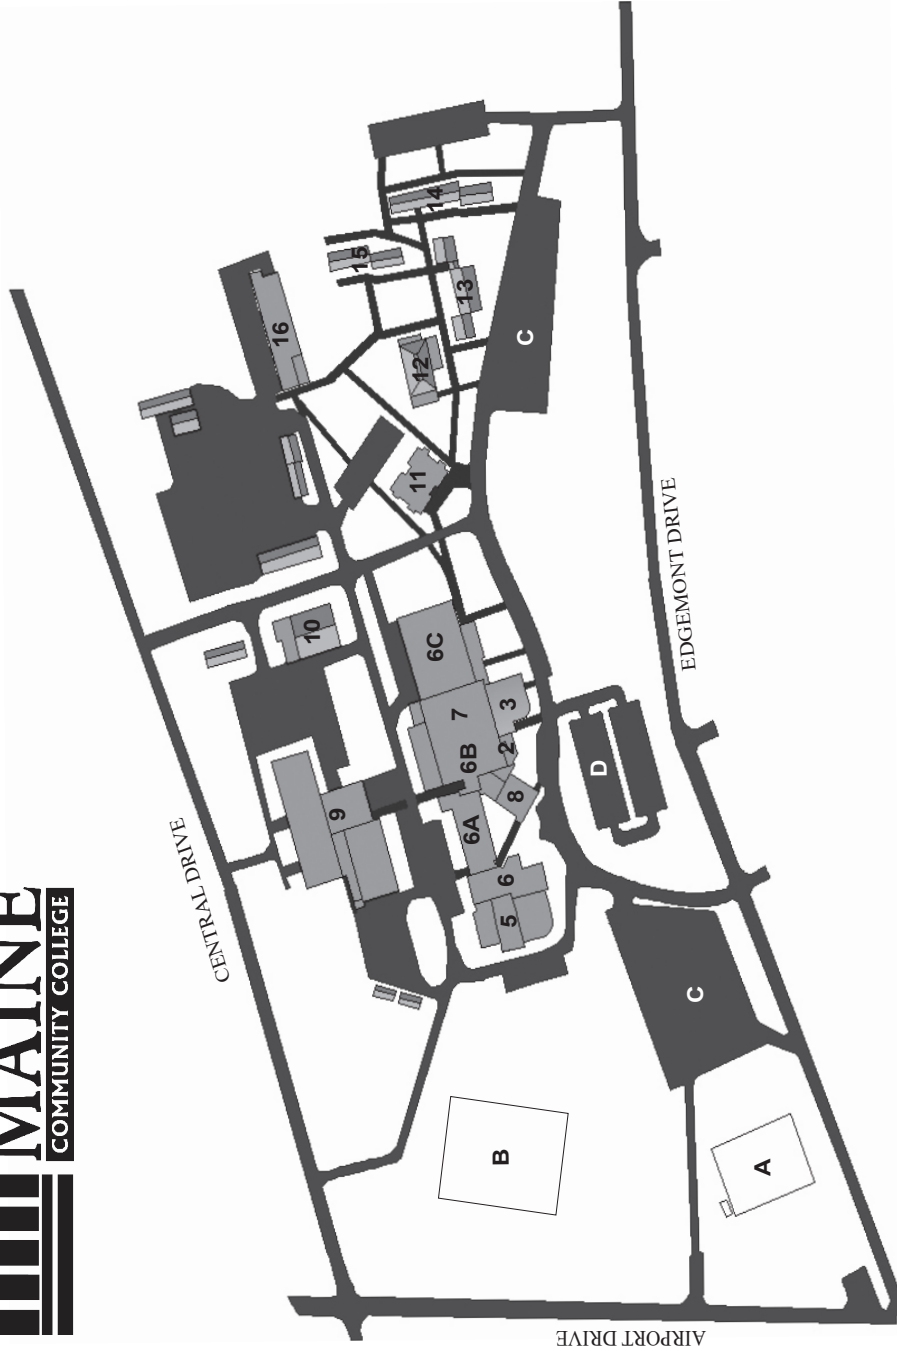 MAINE
COMMUNITY COLLEGE
CENTRAL DRIVE
EDGEMONT DRIVE
AIRPORT DRIVE
16
15
14
13
12
11
10
9
C
6C
7
3
6B
2
8
6A
6
5
D
C
B
A